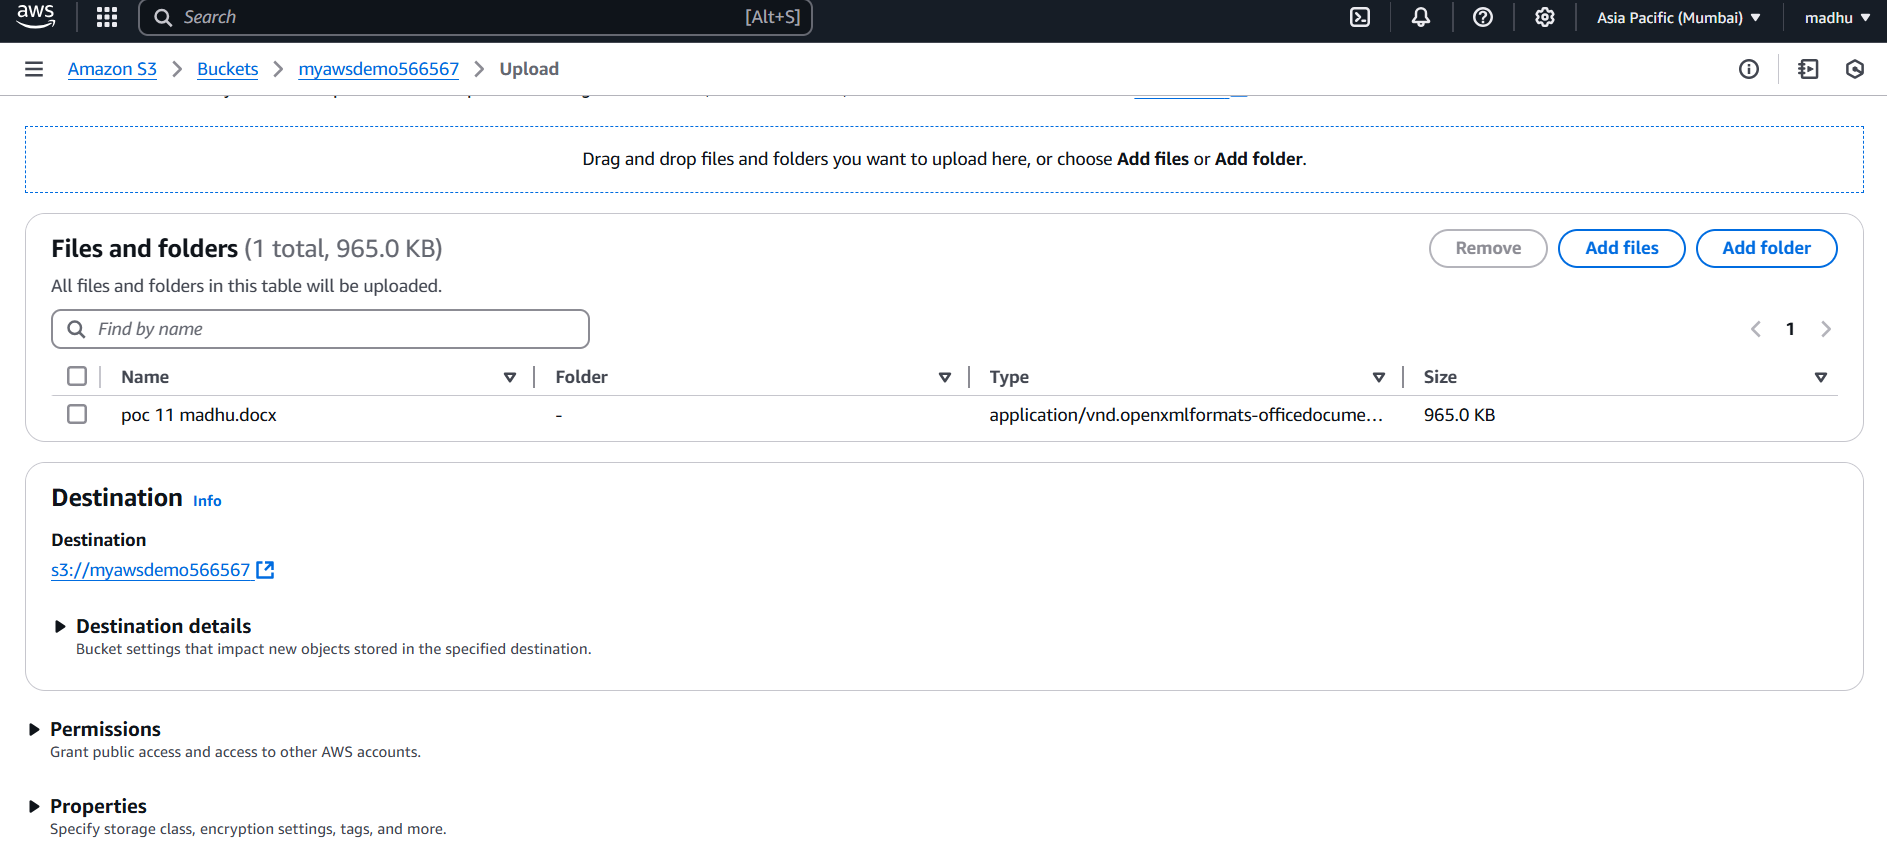 aws Search [Alt+S] Asia Pacific (Mumbai) madhu
Amazon S3 Buckets myawsdemo566567 Upload
Drag and drop files and folders you want to upload here, or choose Add files or Add folder.
Files and folders (1 total, 965.0 KB) Remove Add files Add folder
All files and folders in this table will be uploaded.
Find by name 1
Name Folder Type Size
poc 11 madhu.docx - application/vnd.openxmlformats-officedocume... 965.0 KB
Destination Info
Destination
s3://myawsdemo566567
Destination details
Bucket settings that impact new objects stored in the specified destination.
Permissions
Grant public access and access to other AWS accounts.
Properties
Specify storage class, encryption settings, tags, and more.